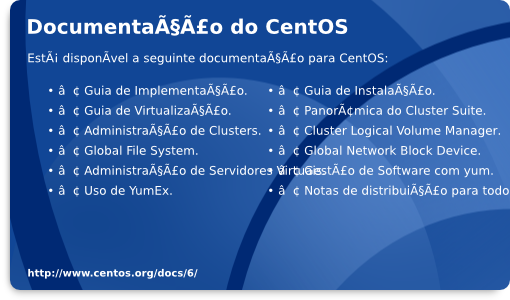 DocumentaÃ§Ã£o do CentOS
EstÃ¡ disponÃ­vel a seguinte documentaÃ§Ã£o para CentOS:
• â ¢ Guia de ImplementaÃ§Ã£o.
• â ¢ Guia de VirtualizaÃ§Ã£o.
• â ¢ AdministraÃ§Ã£o de Clusters.
• â ¢ Global File System.
• â ¢ AdministraÃ§Ã£o de Servidores Virtuais.
• â ¢ Uso de YumEx.
• â ¢ Guia de InstalaÃ§Ã£o.
• â ¢ PanorÃ¢mica do Cluster Suite.
• â ¢ Cluster Logical Volume Manager.
• â ¢ Global Network Block Device.
• â ¢ GestÃ£o de Software com yum.
• â ¢ Notas de distribuiÃ§Ã£o para todo
http://www.centos.org/docs/6/